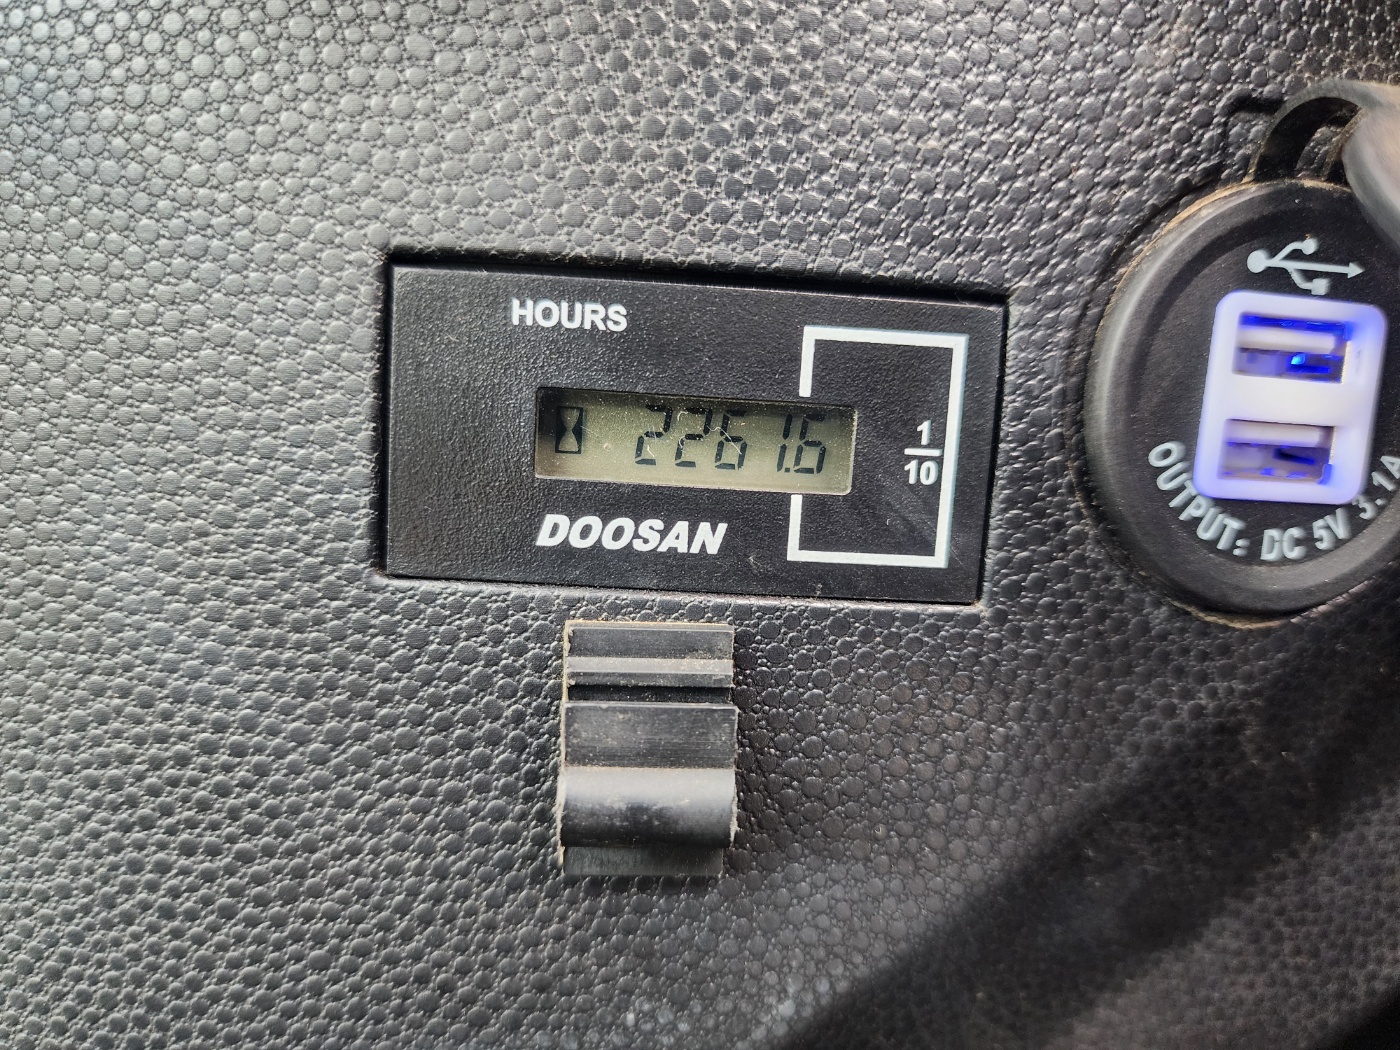 HOURS
2261.6
1
10
DOOSAN
OUTPUT: DC 5V 3.1A